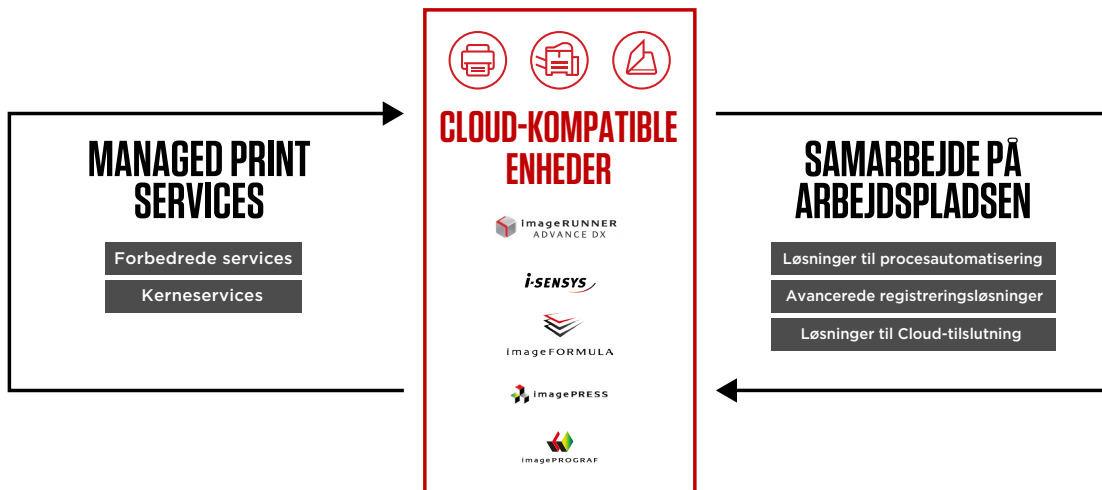 MANAGED PRINT
SERVICES
Forbedrede services
Kerneservices
CLOUD-KOMPATIBLE
ENHEDER
imageRUNNER
ADVANCE DX
i-SENSYS
imageFORMULA
imagePRESS
imagePROGRAF
SAMARBEJDE PÅ
ARBEJDSPLADSEN
Løsninger til procesautomatisering
Avancerede registreringsløsninger
Løsninger til Cloud-tilslutning